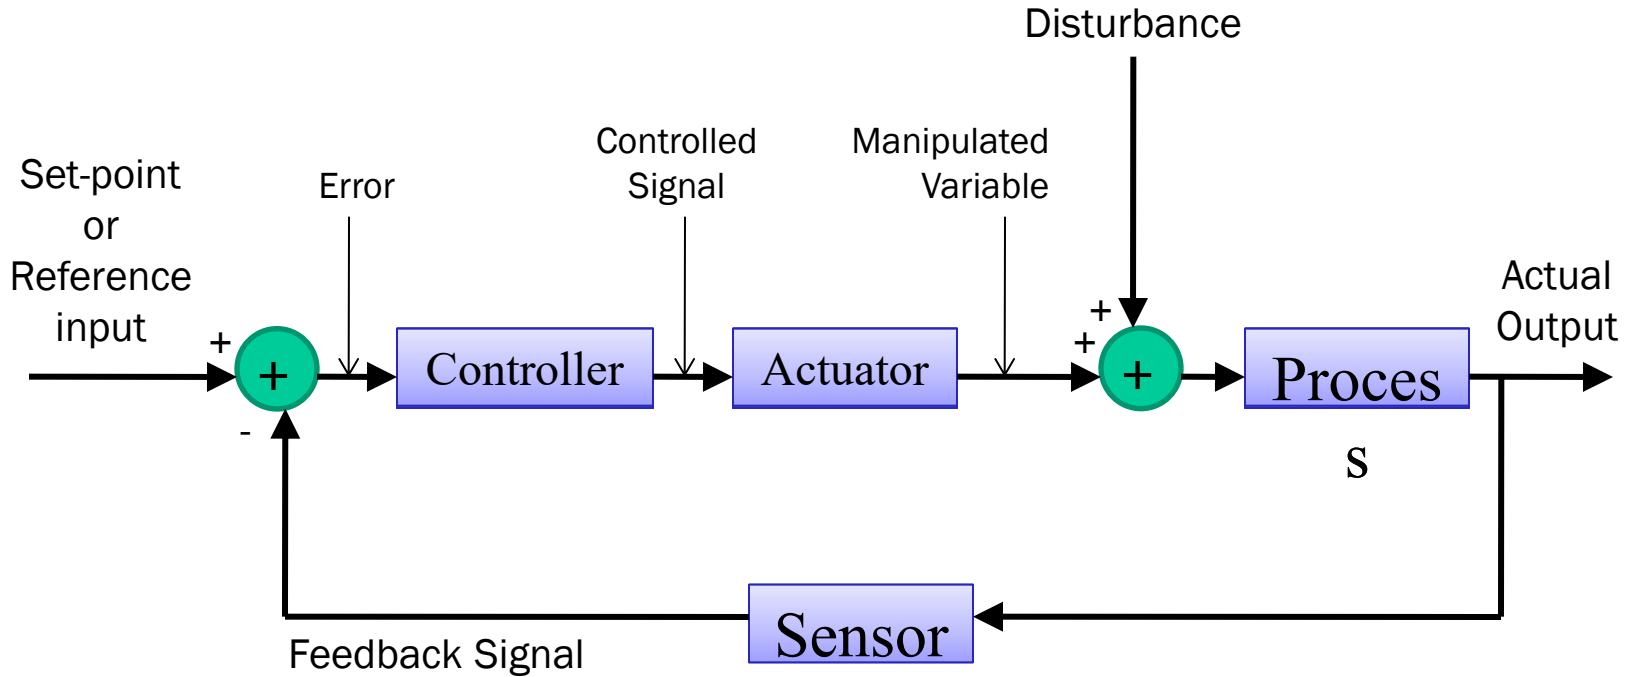 Disturbance
Controlled
Signal
Manipulated
Variable
Set-point
or
Reference
input
Error
Actual
Output
+
+
+
+
-
+
+
Controller
Actuator
Proces
s
Sensor
Feedback Signal